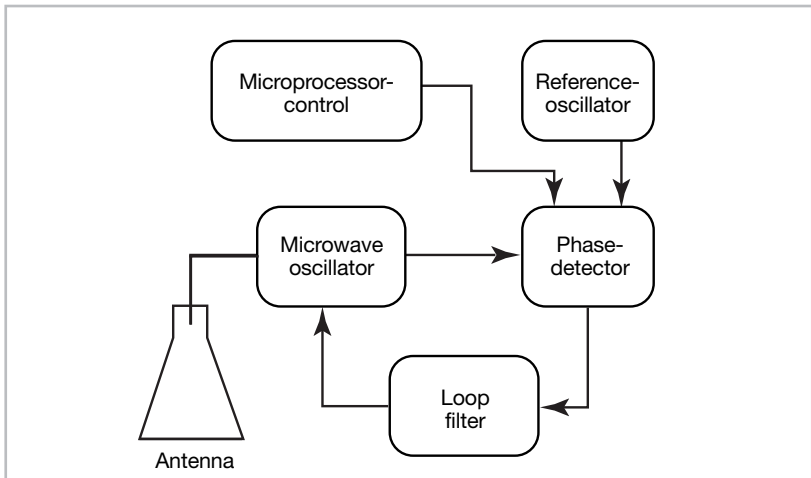 Microprocessor-
control
Reference-
oscillator
Microwave
oscillator
Phase-
detector
Loop
filter
Antenna